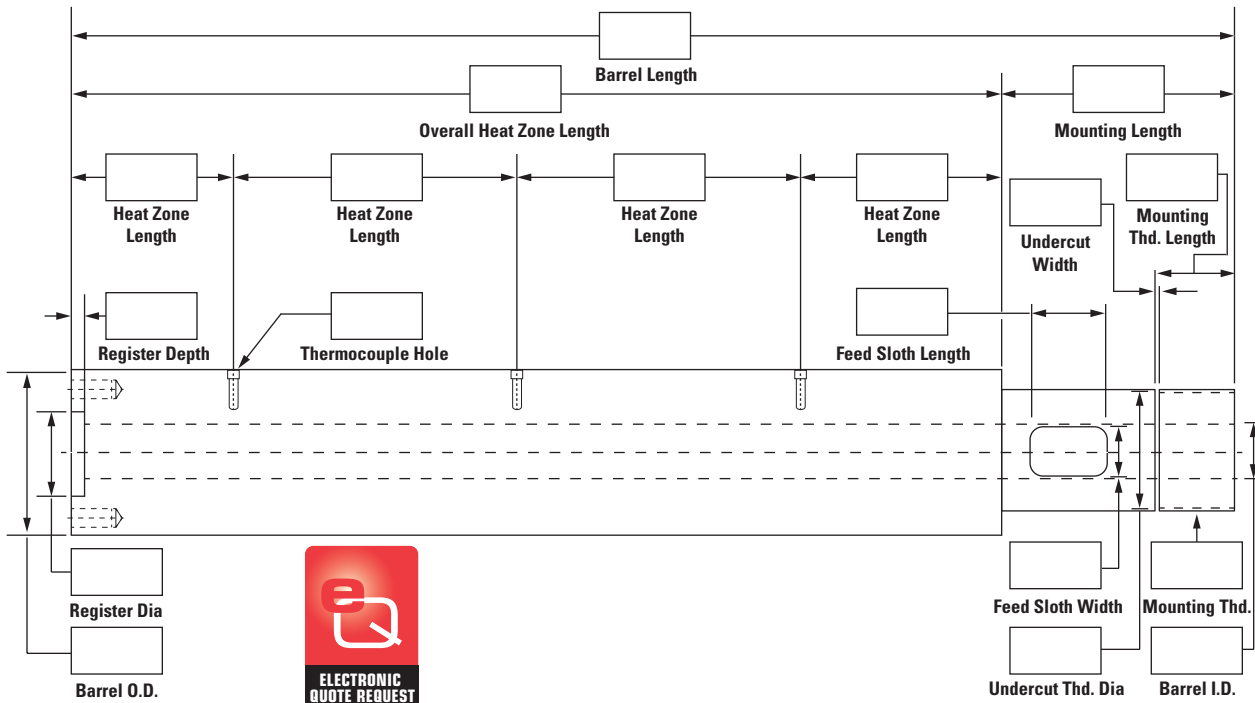 Barrel Length
Overall Heat Zone Length
Mounting Length
Heat Zone
Length
Heat Zone
Length
Heat Zone
Length
Heat Zone
Length
Undercut
Width
Mounting
Thd. Length
Register Depth
Thermocouple Hole
Feed Sloth Length
Register Dia
Feed Sloth Width
Mounting Thd.
Barrel O.D.
Undercut Thd. Dia
Barrel I.D.
eQ
ELECTRONIC
QUOTE REQUEST